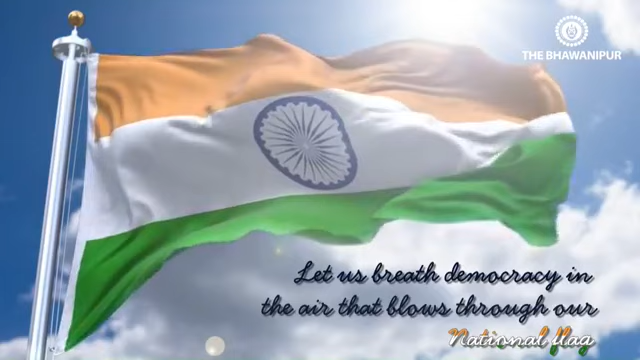 THE BHAWANIPUR
Let us breath democracy in
the air that blows through our
National flag